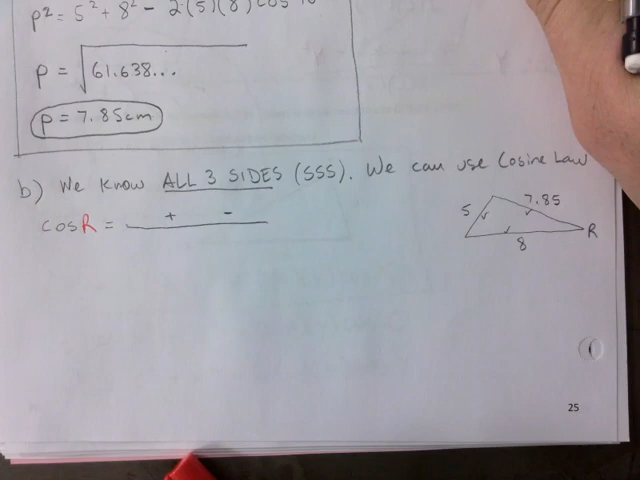 p² = 5² + 8² - 2(5)(8)cos
p = √61.638...
p = 7.85cm
b) We know ALL 3 SIDES (SSS). We can use Cosine Law
cosR = + -
5 7.85
8 R
25